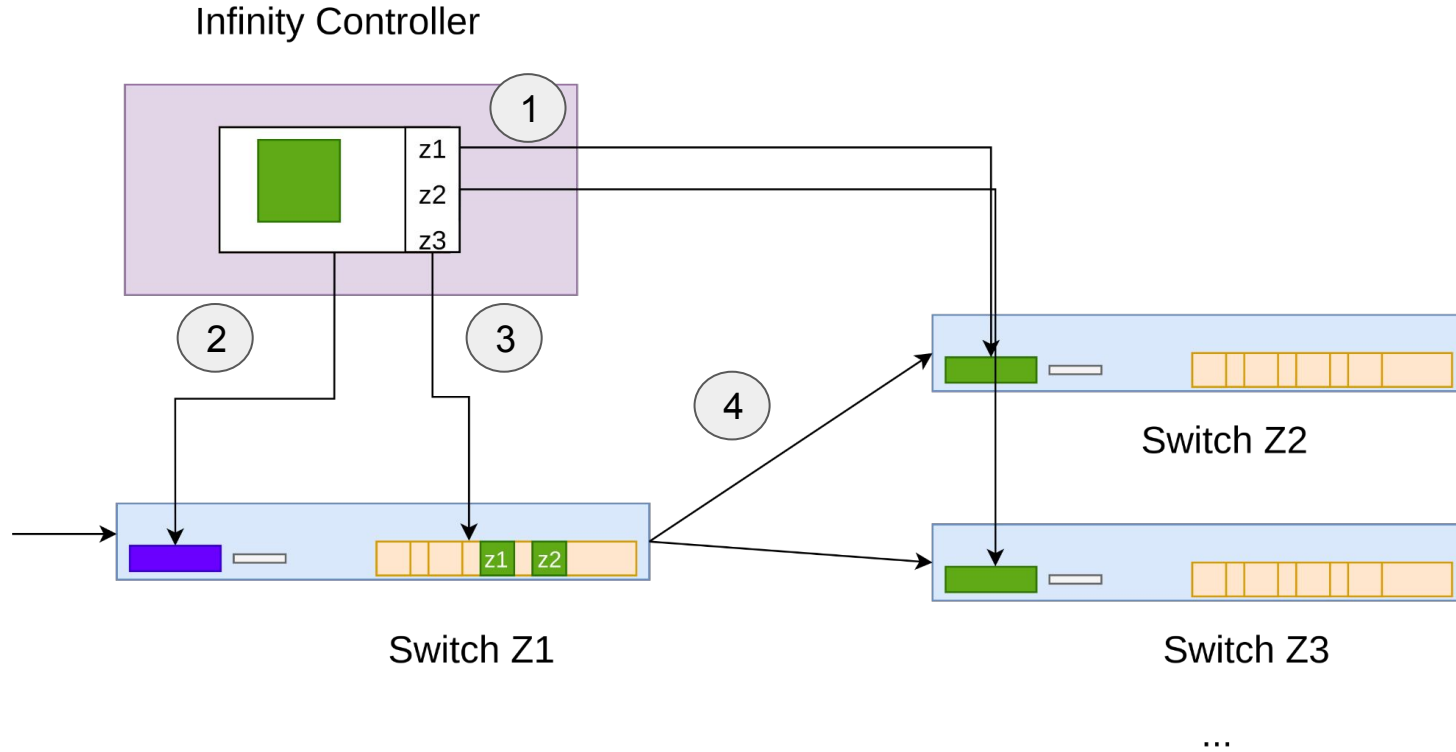 Infinity Controller
1
z1
z2
z3
2
3
4
Switch Z2
z1
z2
Switch Z1
Switch Z3
...